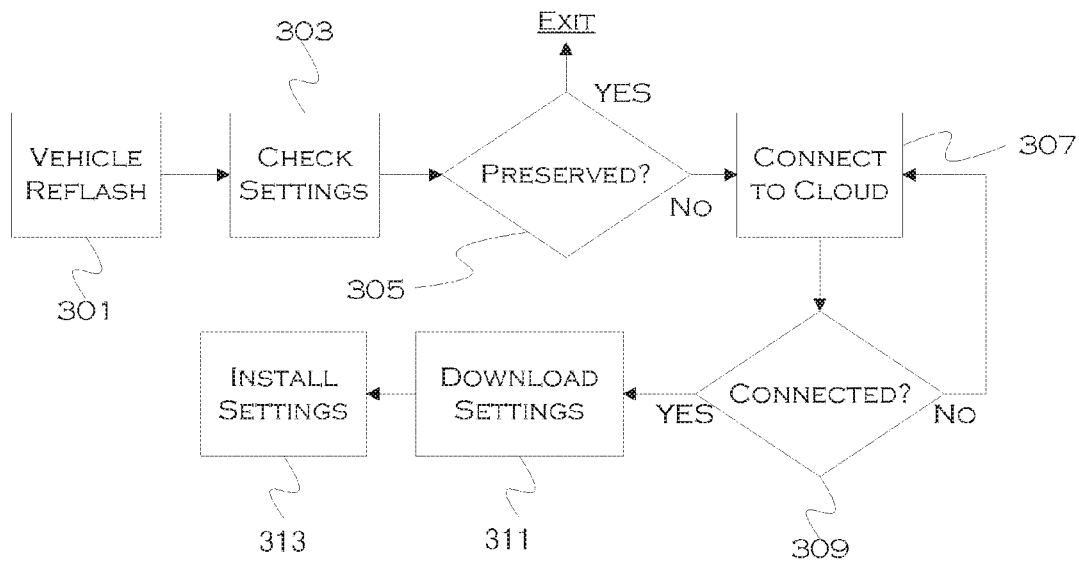 303
EXIT
YES
VEHICLE
REFLASH
CHECK
SETTINGS
PRESERVED?
NO
CONNECT
TO CLOUD
307
301
305
INSTALL
SETTINGS
DOWNLOAD
SETTINGS
YES
CONNECTED?
NO
313
311
309